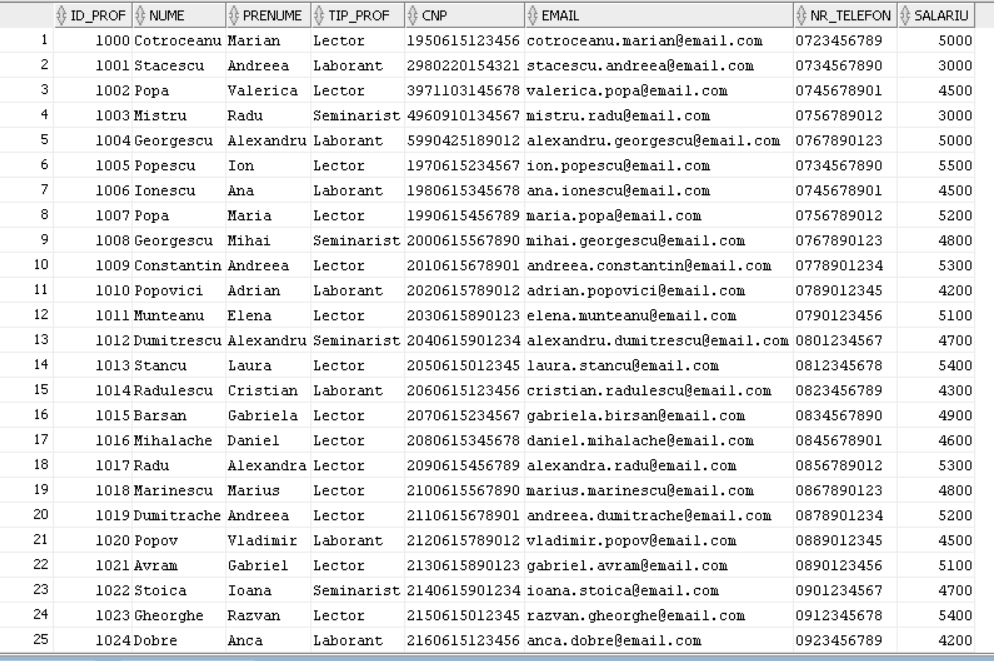 ID_PROF NUME PRENUME TIP_PROF CNP EMAIL NR_TELEFON SALARIU
1 1000 Cotroceanu Marian Lector 1950615123456 cotroceanu.marian@email.com 0723456789 5000
2 1001 Stacescu Andreea Laborant 2980220154321 stacescu.andreea@email.com 0734567890 3000
3 1002 Popa Valerica Lector 3971103145678 valerica.popa@email.com 0745678901 4500
4 1003 Mistru Radu Seminarist 4960910134567 mistru.radu@email.com 0756789012 3000
5 1004 Georgescu Alexandru Laborant 5990425189012 alexandru.georgescu@email.com 0767890123 5000
6 1005 Popescu Ion Lector 1970615234567 ion.popescu@email.com 0734567890 5500
7 1006 Ionescu Ana Laborant 1980615345678 ana.ionescu@email.com 0745678901 4500
8 1007 Popa Maria Lector 1990615456789 maria.popa@email.com 0756789012 5200
9 1008 Georgescu Mihai Seminarist 2000615567890 mihai.georgescu@email.com 0767890123 4800
10 1009 Constantin Andreea Lector 2010615678901 andreea.constantin@email.com 0778901234 5300
11 1010 Popovici Adrian Laborant 2020615789012 adrian.popovici@email.com 0789012345 4200
12 1011 Munteanu Elena Lector 2030615890123 elena.munteanu@email.com 0790123456 5100
13 1012 Dumitrescu Alexandru Seminarist 2040615901234 alexandru.dumitrescu@email.com 0801234567 4700
14 1013 Stancu Laura Lector 2050615012345 laura.stancu@email.com 0812345678 5400
15 1014 Radulescu Cristian Laborant 2060615123456 cristian.radulescu@email.com 0823456789 4300
16 1015 Barsan Gabriela Lector 2070615234567 gabriela.birsan@email.com 0834567890 4900
17 1016 Mihalache Daniel Lector 2080615345678 daniel.mihalache@email.com 0845678901 4600
18 1017 Radu Alexandra Lector 2090615456789 alexandra.radu@email.com 0856789012 5300
19 1018 Marinescu Marius Lector 2100615567890 marius.marinescu@email.com 0867890123 4800
20 1019 Dumitrache Andreea Lector 2110615678901 andreea.dumitrache@email.com 0878901234 5200
21 1020 Popov Vladimir Laborant 2120615789012 vladimir.popov@email.com 0889012345 4500
22 1021 Avram Gabriel Lector 2130615890123 gabriel.avram@email.com 0890123456 5100
23 1022 Stoica Ioana Seminarist 2140615901234 ioana.stoica@email.com 0901234567 4700
24 1023 Gheorghe Razvan Lector 2150615012345 razvan.gheorghe@email.com 0912345678 5400
25 1024 Dobre Anca Laborant 2160615123456 anca.dobre@email.com 0923456789 4200